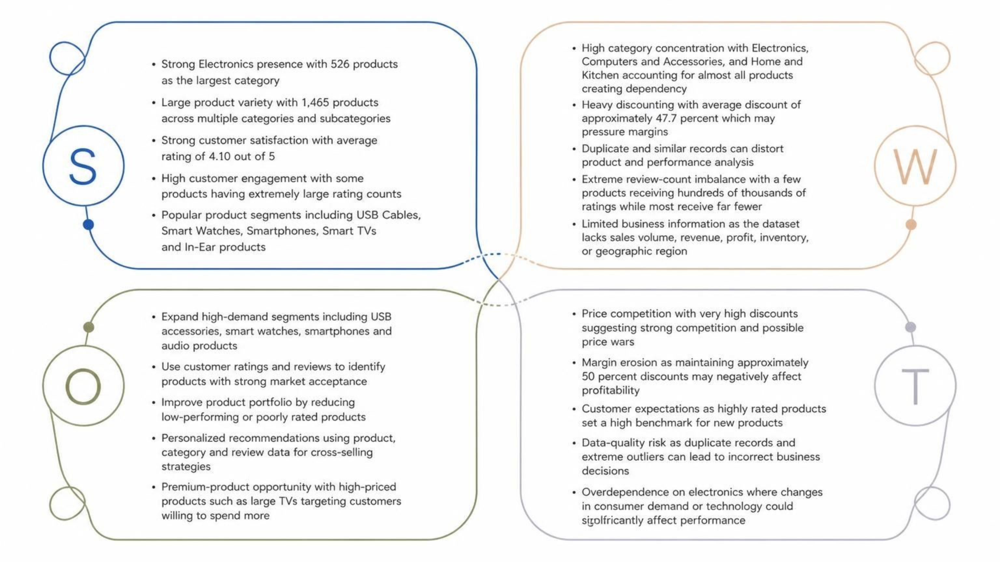 S
• Strong Electronics presence with 526 products
as the largest category
• Large product variety with 1,465 products
across multiple categories and subcategories
• Strong customer satisfaction with average
rating of 4.10 out of 5
• High customer engagement with some
products having extremely large rating counts
• Popular product segments including USB Cables,
Smart Watches, Smartphones, Smart TVs
and In-Ear products
• High category concentration with Electronics,
Computers and Accessories, and Home and
Kitchen accounting for almost all products
creating dependency
• Heavy discounting with average discount of
approximately 47.7 percent which may
pressure margins
• Duplicate and similar records can distort
product and performance analysis
• Extreme review-count imbalance with a few
products receiving hundreds of thousands of
ratings while most receive far fewer
• Limited business information as the dataset
lacks sales volume, revenue, profit, inventory,
or geographic region
W
O
• Expand high-demand segments including USB
accessories, smart watches, smartphones and
audio products
• Use customer ratings and reviews to identify
products with strong market acceptance
• Improve product portfolio by reducing
low-performing or poorly rated products
• Personalized recommendations using product,
category and review data for cross-selling
strategies
• Premium-product opportunity with high-priced
products such as large TVs targeting customers
willing to spend more
• Price competition with very high discounts
suggesting strong competition and possible
price wars
• Margin erosion as maintaining approximately
50 percent discounts may negatively affect
profitability
• Customer expectations as highly rated products
set a high benchmark for new products
• Data-quality risk as duplicate records and
extreme outliers can lead to incorrect business
decisions
• Overdependence on electronics where changes
in consumer demand or technology could
affect performance
T